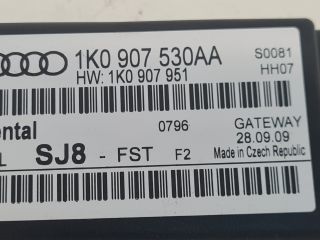 1K0 907 530AA S0081
HW: 1K0 907 951 HH07
ental 0796 GATEWAY
28.09.09
L SJ8 - FST F2 Made in Czech Republic